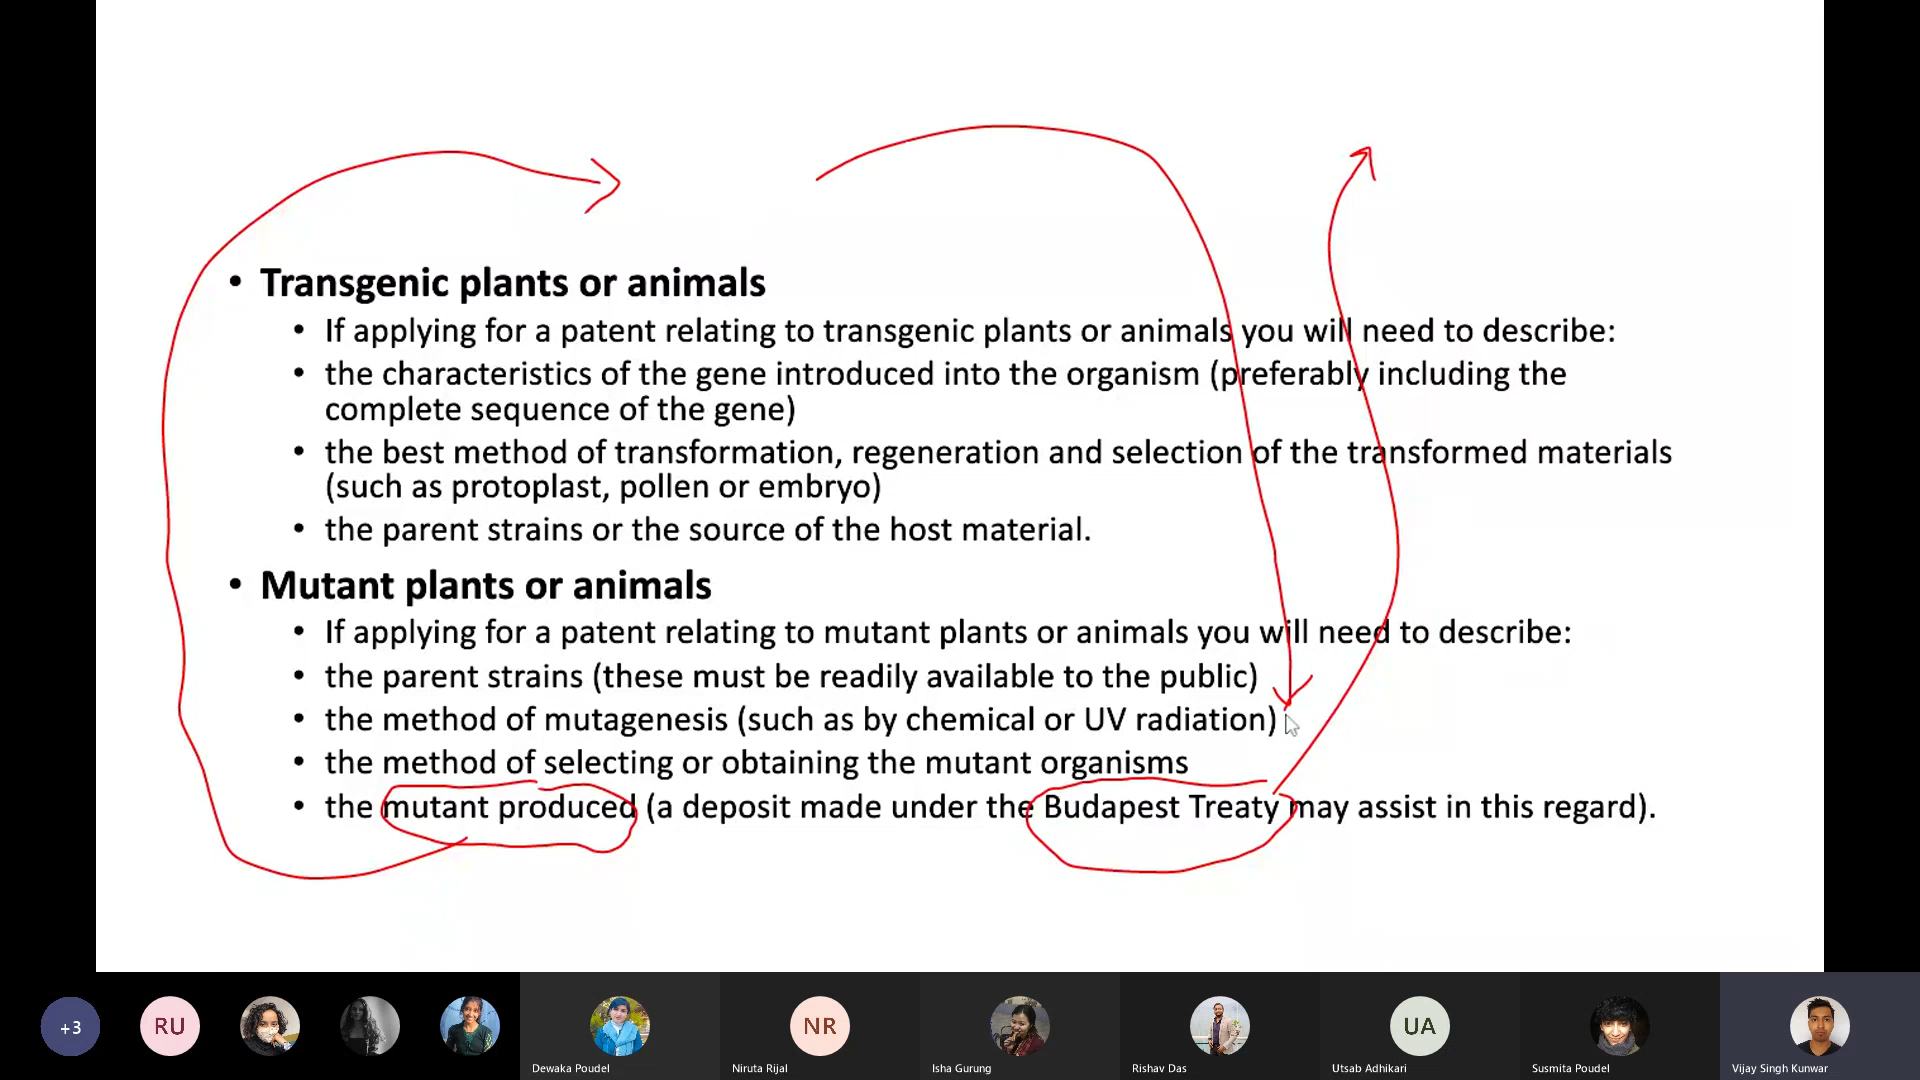 • Transgenic plants or animals
• If applying for a patent relating to transgenic plants or animals you will need to describe:
• the characteristics of the gene introduced into the organism (preferably including the
complete sequence of the gene)
• the best method of transformation, regeneration and selection of the transformed materials
(such as protoplast, pollen or embryo)
• the parent strains or the source of the host material.
• Mutant plants or animals
• If applying for a patent relating to mutant plants or animals you will need to describe:
• the parent strains (these must be readily available to the public)
• the method of mutagenesis (such as by chemical or UV radiation)
• the method of selecting or obtaining the mutant organisms
• the mutant produced (a deposit made under the Budapest Treaty may assist in this regard).
+3
RU
NR
UA
Dewaka Poudel
Niruta Rijal
Isha Gurung
Rishav Das
Utsab Adhikari
Susmita Poudel
Vijay Singh Kunwar